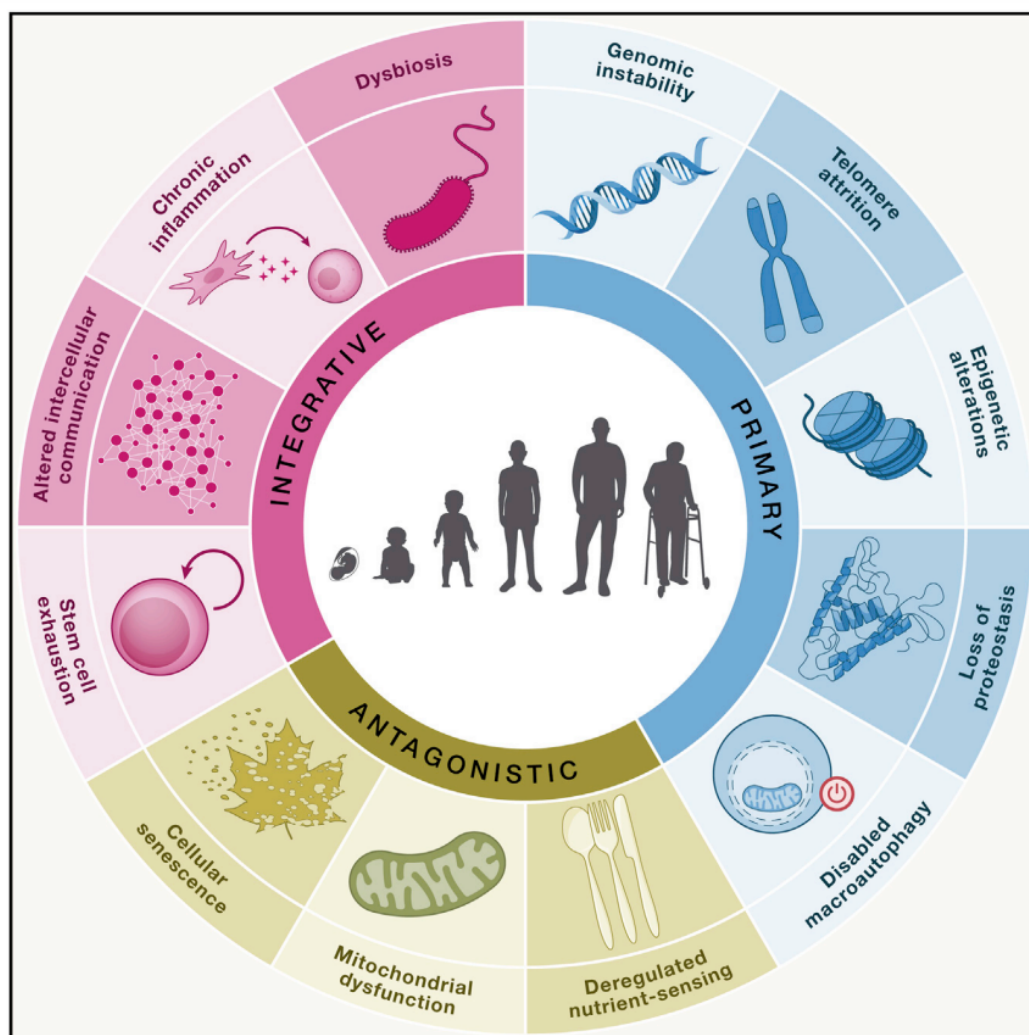 Genomic
instability
Telomere
attrition
Epigenetic
alterations
Loss of
proteostasis
Disabled
macroautophagy
Deregulated
nutrient-sensing
Mitochondrial
dysfunction
Cellular
senescence
Stem cell
exhaustion
Altered intercellular
communication
Chronic
inflammation
Dysbiosis
PRIMARY
ANTAGONISTIC
INTEGRATIVE